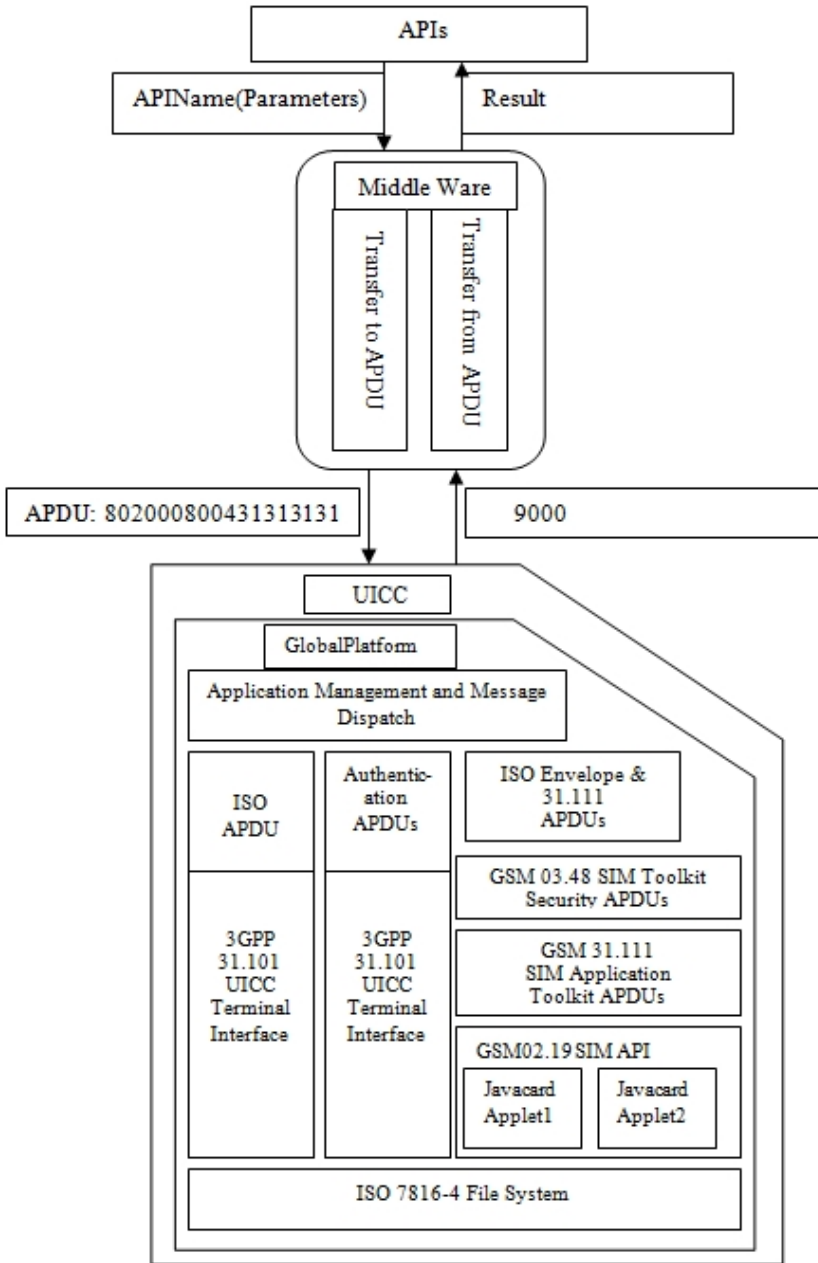 APIs
APIName(Parameters)
Result
Middle Ware
Transfer to APDU
Transfer from APDU
APDU: 802000800431313131
9000
UICC
GlobalPlatform
Application Management and Message
Dispatch
ISO
APDU
Authentic-
ation
APDUs
ISO Envelope &
31.111
APDUs
GSM 03.48 SIM Toolkit
Security APDUs
3GPP
31.101
UICC
Terminal
Interface
3GPP
31.101
UICC
Terminal
Interface
GSM 31.111
SIM Application
Toolkit APDUs
GSM02.19 SIM API
Javacard
Applet1
Javacard
Applet2
ISO 7816-4 File System